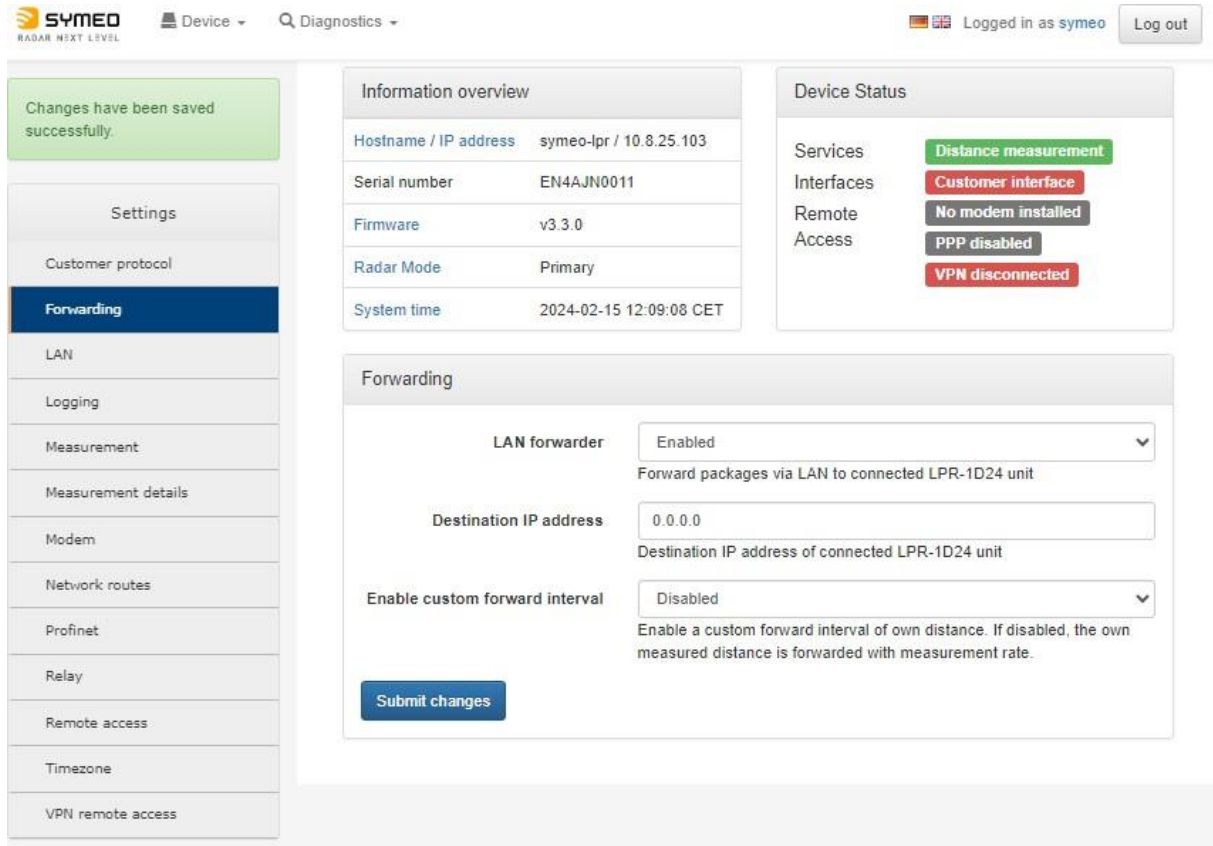 SYMEO
RADAR NEXT LEVEL
Device
Diagnostics
Logged in as symeo
Log out
Changes have been saved
successfully.
Settings
Customer protocol
Forwarding
LAN
Logging
Measurement
Measurement details
Modem
Network routes
Profinet
Relay
Remote access
Timezone
VPN remote access
Information overview
Hostname / IP address symeo-lpr / 10.8.25.103
Serial number EN4AJN0011
Firmware v3.3.0
Radar Mode Primary
System time 2024-02-15 12:09:08 CET
Device Status
Services Distance measurement
Interfaces Customer interface
Remote No modem installed
Access PPP disabled
VPN disconnected
Forwarding
LAN forwarder Enabled
Forward packages via LAN to connected LPR-1D24 unit
Destination IP address 0.0.0.0
Destination IP address of connected LPR-1D24 unit
Enable custom forward interval Disabled
Enable a custom forward interval of own distance. If disabled, the own
measured distance is forwarded with measurement rate.
Submit changes